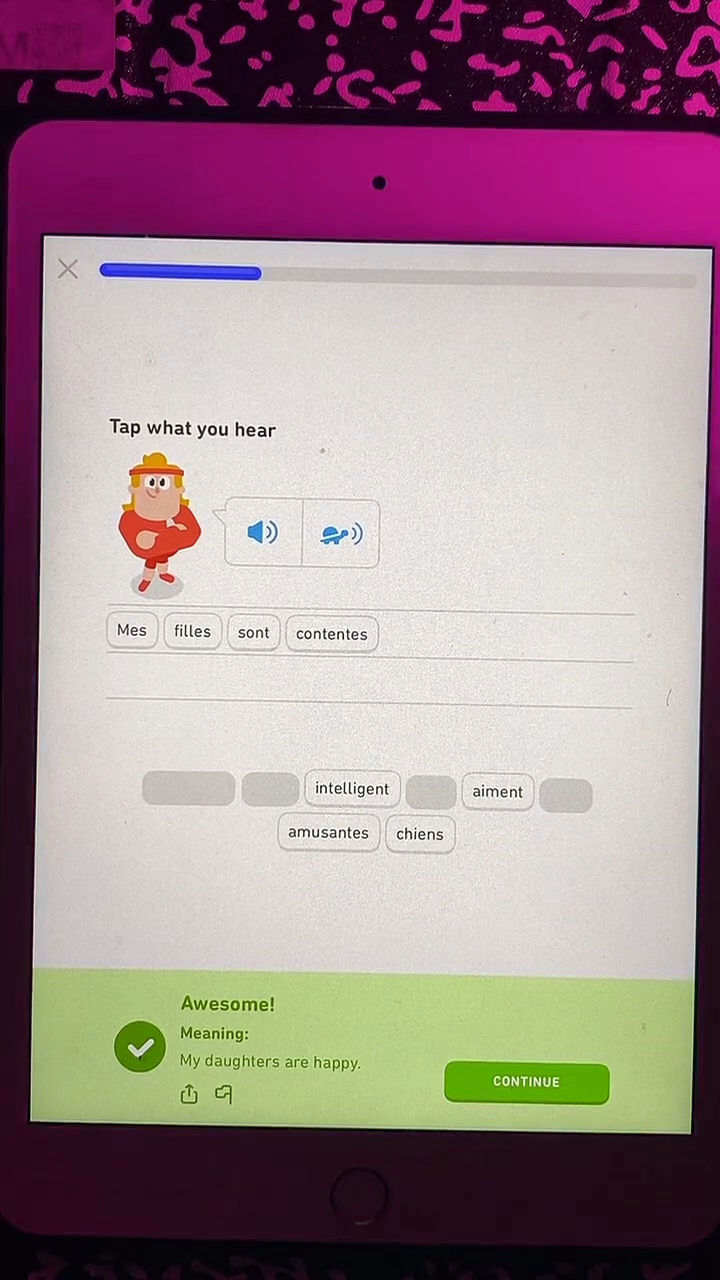 Tap what you hear
Mes filles sont contentes
intelligent aiment
amusantes chiens
Awesome!
Meaning:
My daughters are happy.
CONTINUE